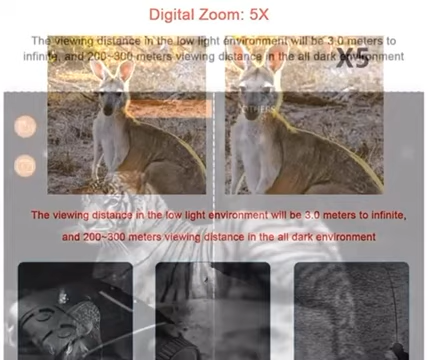 Digital Zoom: 5X
The viewing distance in the low light environment will be 3.0 meters to
infinite, and 200~300 meters viewing distance in the all dark environment
X5
OTHERS
The viewing distance in the low light environment will be 3.0 meters to infinite,
and 200~300 meters viewing distance in the all dark environment